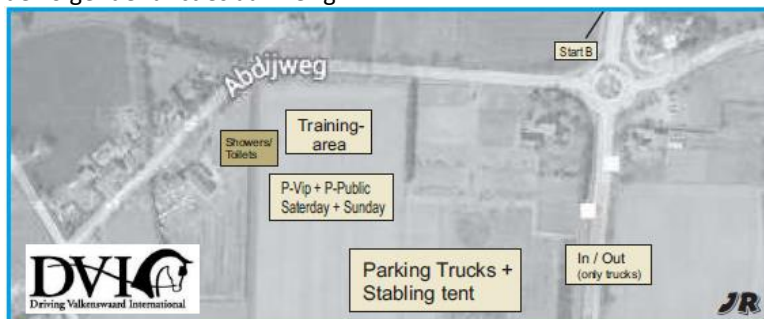 Start B
Abdijweg
Showers/
Toilets
Training-
area
P-Vip + P-Public
Saterday + Sunday
Parking Trucks +
Stabling tent
In / Out
(only trucks)
DVI
Driving Valkenswaard International
JR